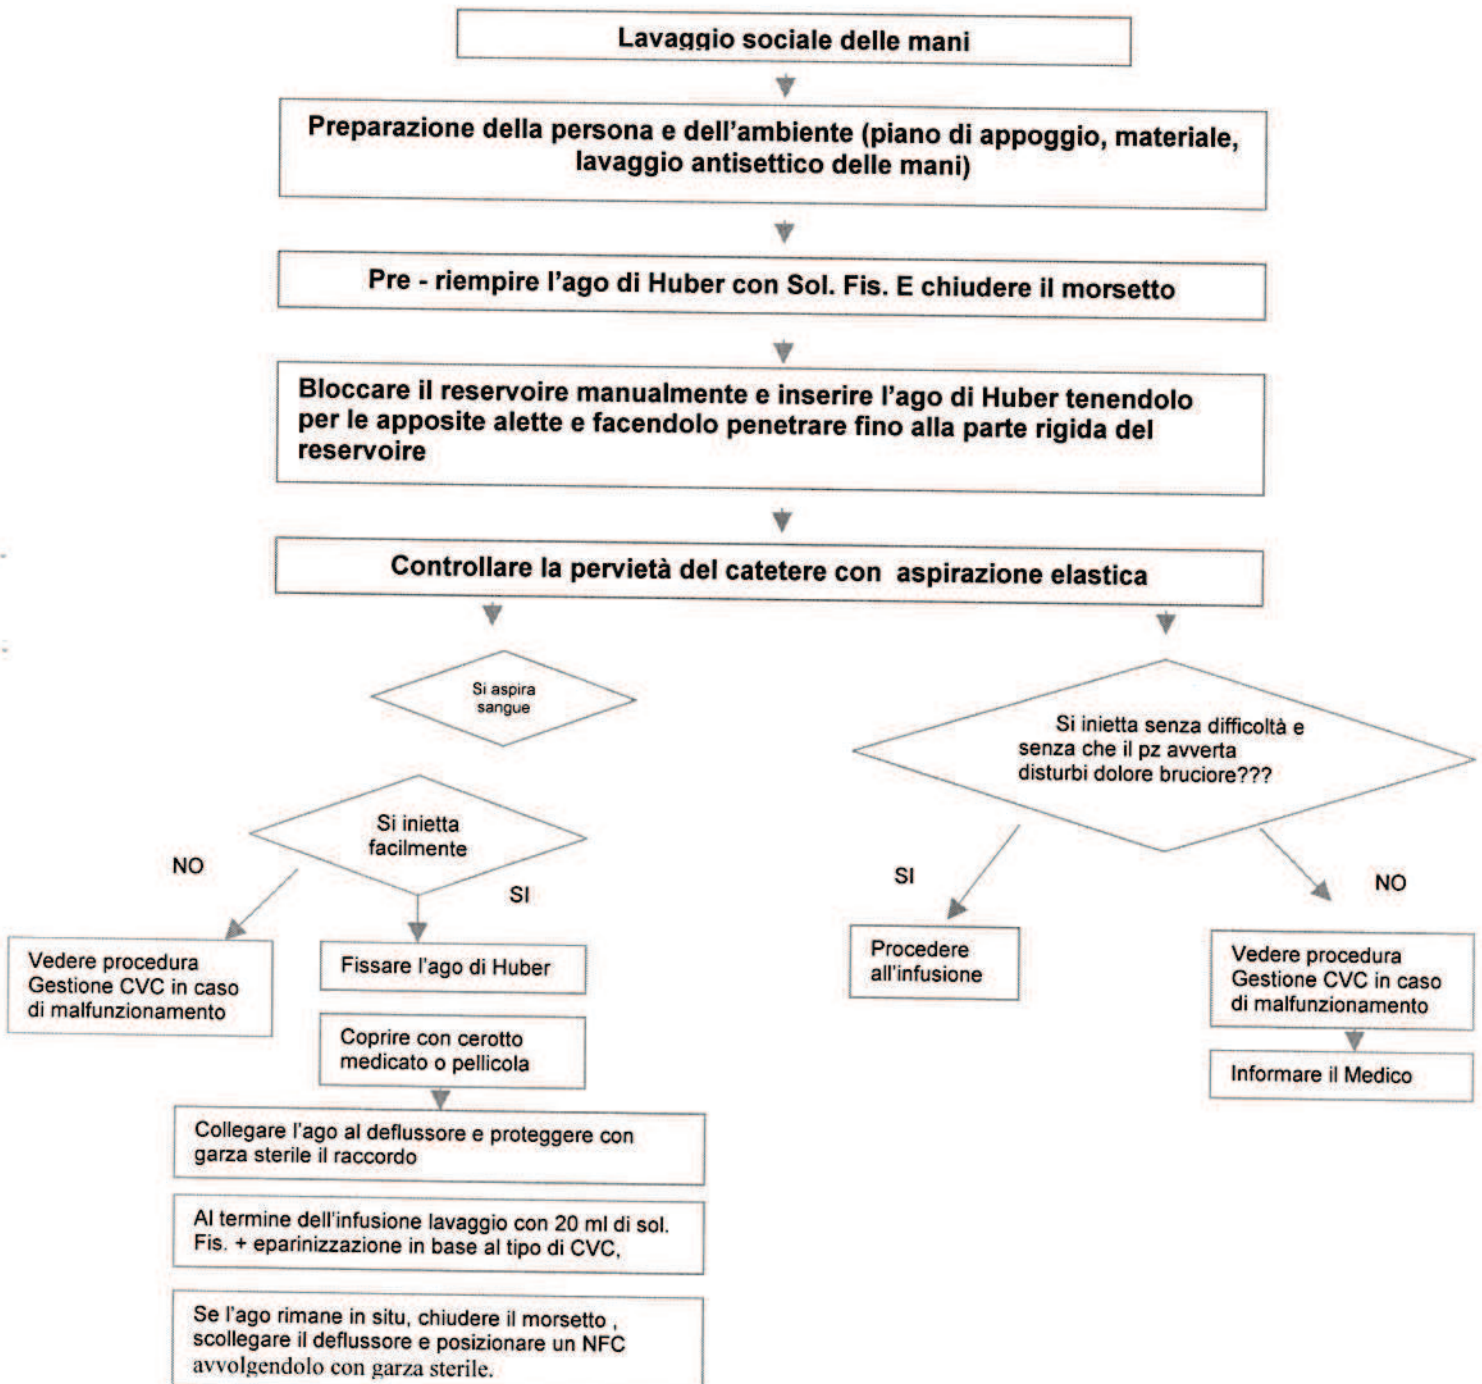 Lavaggio sociale delle mani
Preparazione della persona e dell'ambiente (piano di appoggio, materiale,
lavaggio antisettico delle mani)
Pre - riempire l'ago di Huber con Sol. Fis. E chiudere il morsetto
Bloccare il reservoire manualmente e inserire l'ago di Huber tenendolo
per le apposite alette e facendolo penetrare fino alla parte rigida del
reservoire
Controllare la pervietà del catetere con aspirazione elastica
Si aspira
sangue
Si inietta
facilmente
NO
SI
Vedere procedura
Gestione CVC in caso
di malfunzionamento
Fissare l'ago di Huber
Coprire con cerotto
medicato o pellicola
Collegare l'ago al deflussore e proteggere con
garza sterile il raccordo
Al termine dell'infusione lavaggio con 20 ml di sol.
Fis. + eparinizzazione in base al tipo di CVC,
Se l'ago rimane in situ, chiudere il morsetto ,
scollegare il deflussore e posizionare un NFC
avvolgendolo con garza sterile.
Si inietta senza difficoltà e
senza che il pz avverta
disturbi dolore bruciore???
SI
NO
Procedere
all'infusione
Vedere procedura
Gestione CVC in caso
di malfunzionamento
Informare il Medico